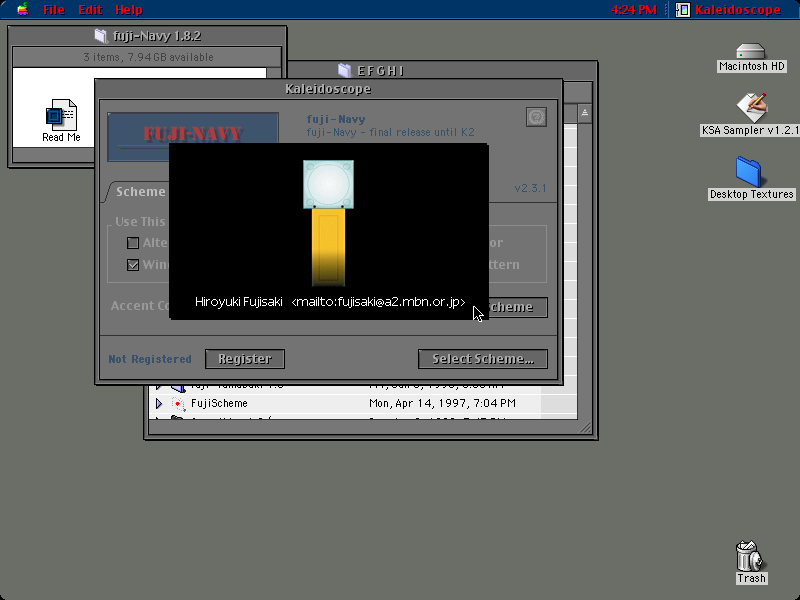 File Edit Help
4:24 PM
Kaleidoscope
fuji-Navy 1.8.2
3 items, 7.94 GB available
Read Me
E F G H I
Kaleidoscope
FUJI-NAVY
fuji-Navy
fuji-Navy - final release until K2
Scheme
v2.3.1
Use This
Alte
or
Win
ttern
Accent Co
cheme
Hiroyuki Fujisaki <mailto:fujisaki@a2.mbn.or.jp>
Not Registered
Register
Select Scheme...
FujiScheme
Mon, Apr 14, 1997, 7:04 PM
Macintosh HD
KSA Sampler v1.2.1
Desktop Textures
Trash